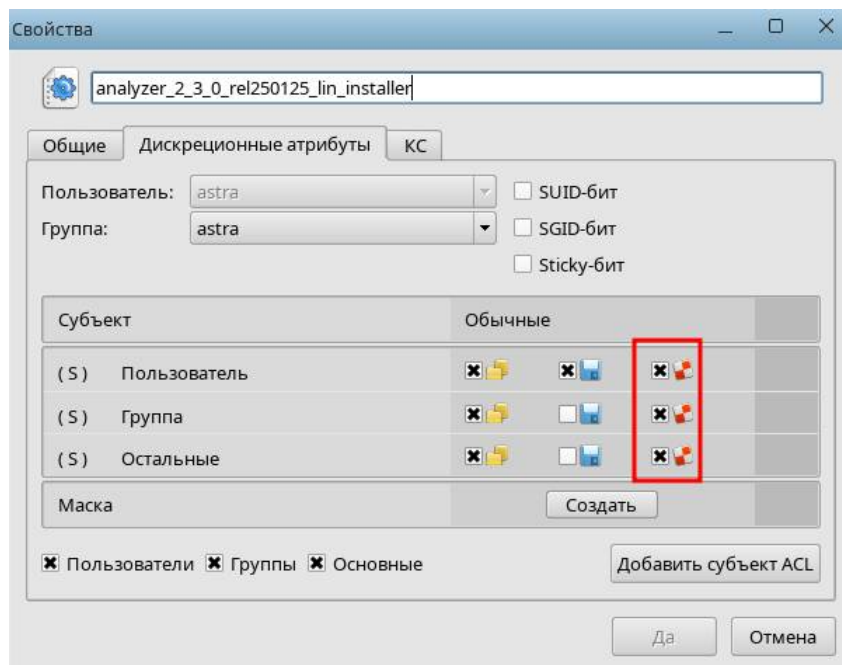 Свойства
analyzer_2_3_0_rel250125_lin_installer
Общие Дискреционные атрибуты КС
Пользователь: astra SUID-бит
Группа: astra SGID-бит
Sticky-бит
Субъект Обычные
(S) Пользователь
(S) Группа
(S) Остальные
Маска Создать
Пользователи Группы Основные Добавить субъект ACL
Да Отмена